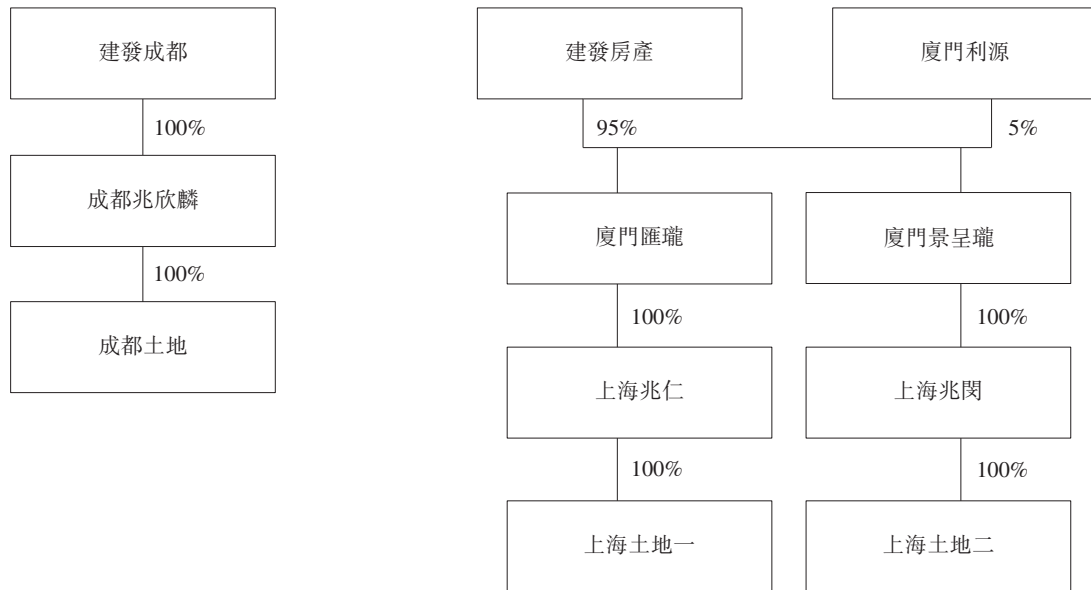 建發成都
100%
成都兆欣麟
100%
成都土地
建發房產
廈門利源
95%
5%
廈門匯瓏
廈門景呈瓏
100%
100%
上海兆仁
上海兆閔
100%
100%
上海土地一
上海土地二